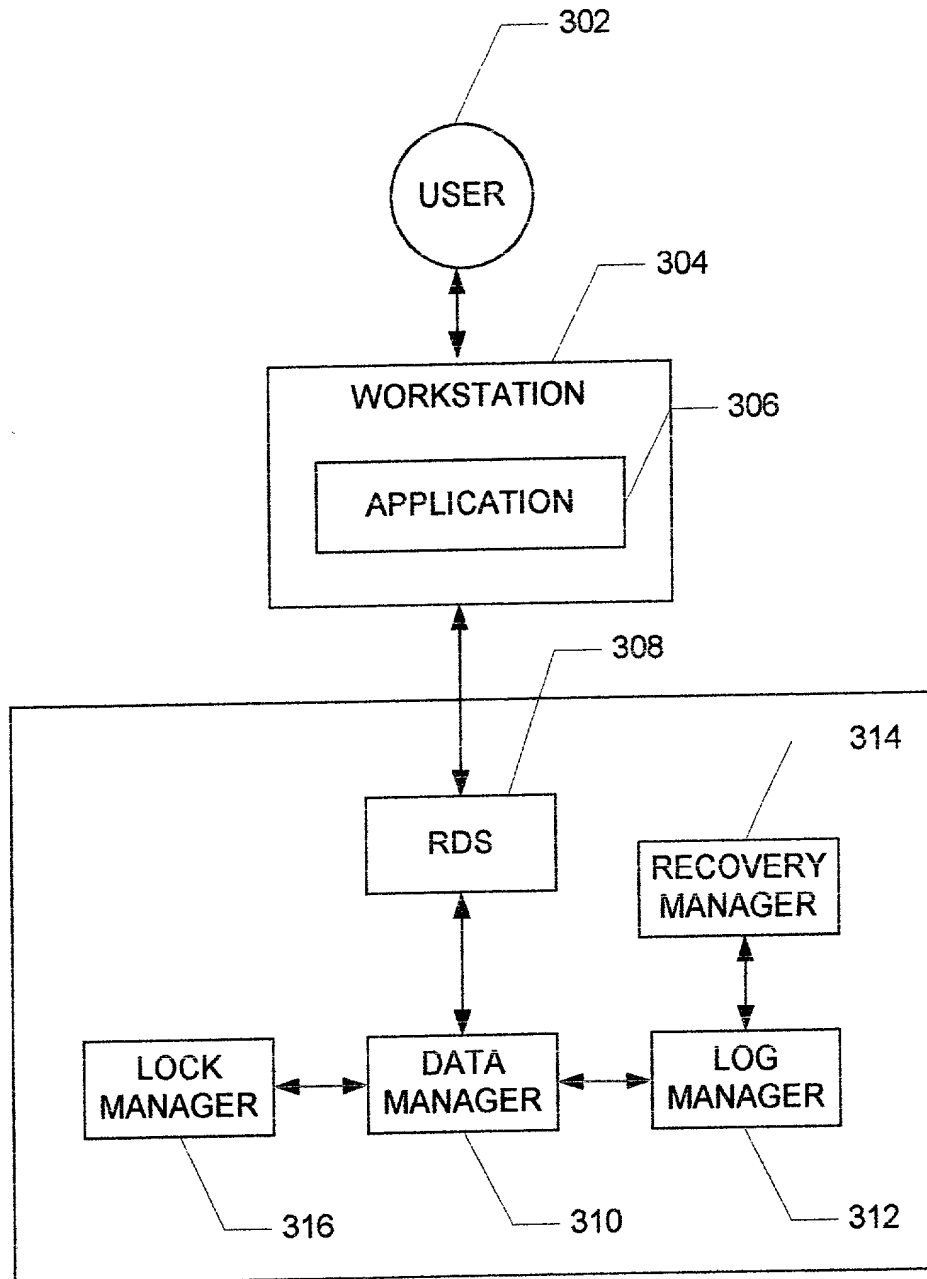 302
USER
304
WORKSTATION
306
APPLICATION
308
314
RDS
RECOVERY
MANAGER
LOCK
MANAGER
DATA
MANAGER
LOG
MANAGER
316
310
312